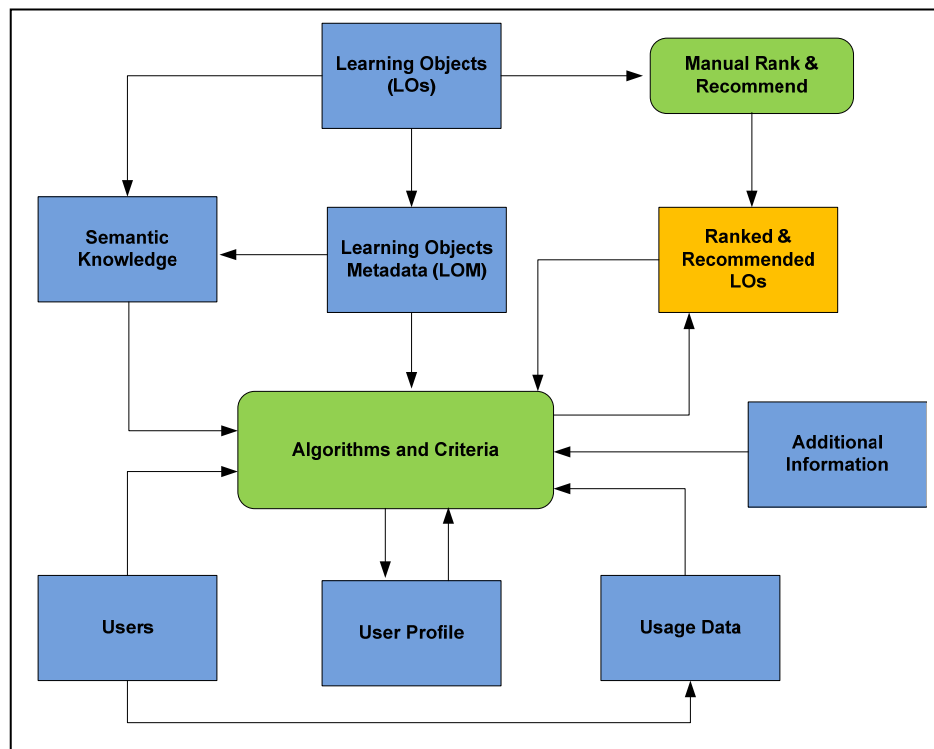 Learning Objects
(LOs)
Manual Rank &
Recommend
Semantic
Knowledge
Learning Objects
Metadata (LOM)
Ranked &
Recommended
LOs
Algorithms and Criteria
Additional
Information
Users
User Profile
Usage Data